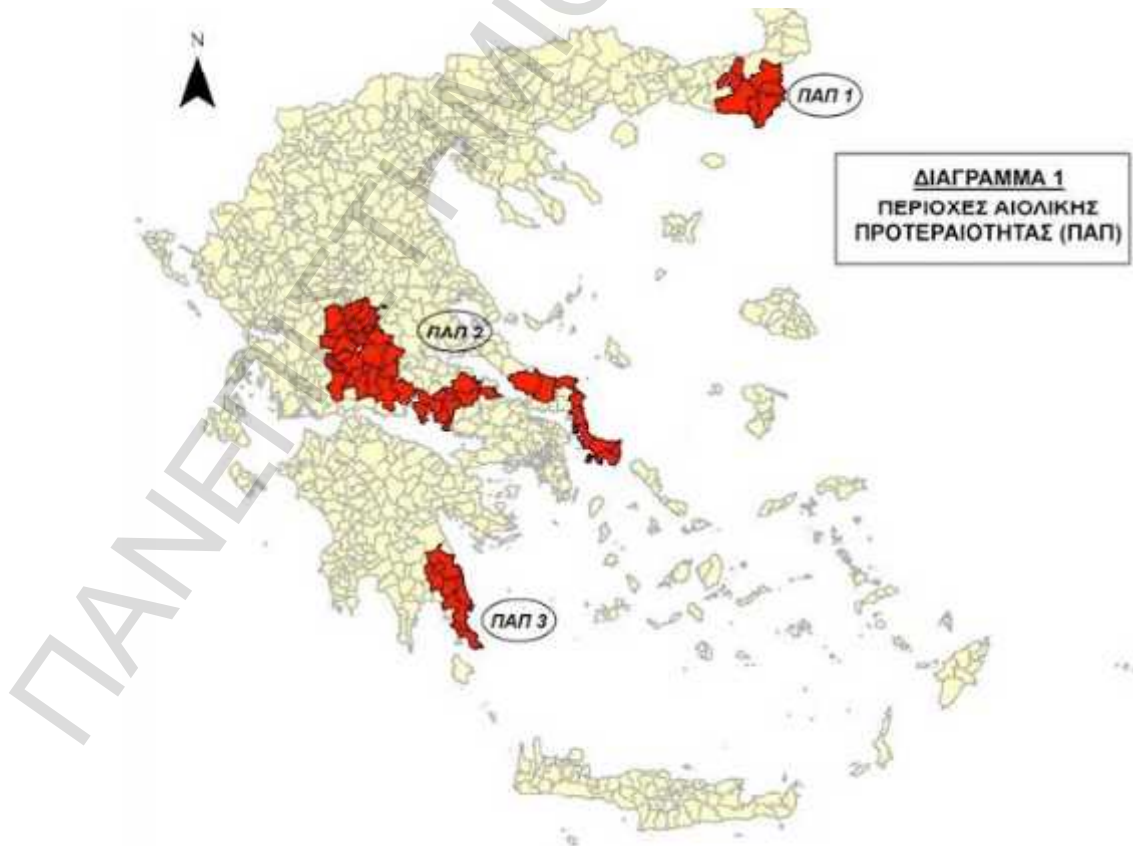 N
ΠΑΠ 1
ΔΙΑΓΡΑΜΜΑ 1
ΠΕΡΙΟΧΕΣ ΑΙΟΛΙΚΗΣ
ΠΡΟΤΕΡΑΙΟΤΗΤΑΣ (ΠΑΠ)
ΠΑΠ 2
ΠΑΠ 3